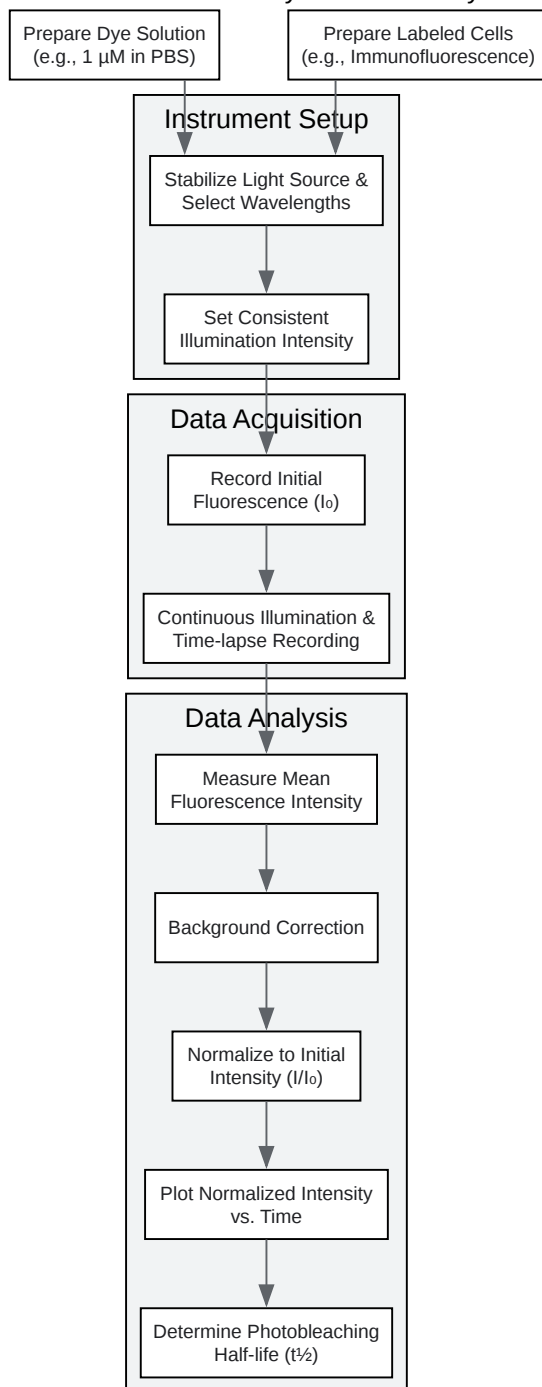 Prepare Dye Solution
(e.g., 1 µM in PBS)
Prepare Labeled Cells
(e.g., Immunofluorescence)
Instrument Setup
Stabilize Light Source &
Select Wavelengths
Set Consistent
Illumination Intensity
Data Acquisition
Record Initial
Fluorescence (I₀)
Continuous Illumination &
Time-lapse Recording
Data Analysis
Measure Mean
Fluorescence Intensity
Background Correction
Normalize to Initial
Intensity (I/I₀)
Plot Normalized Intensity
vs. Time
Determine Photobleaching
Half-life (t½)